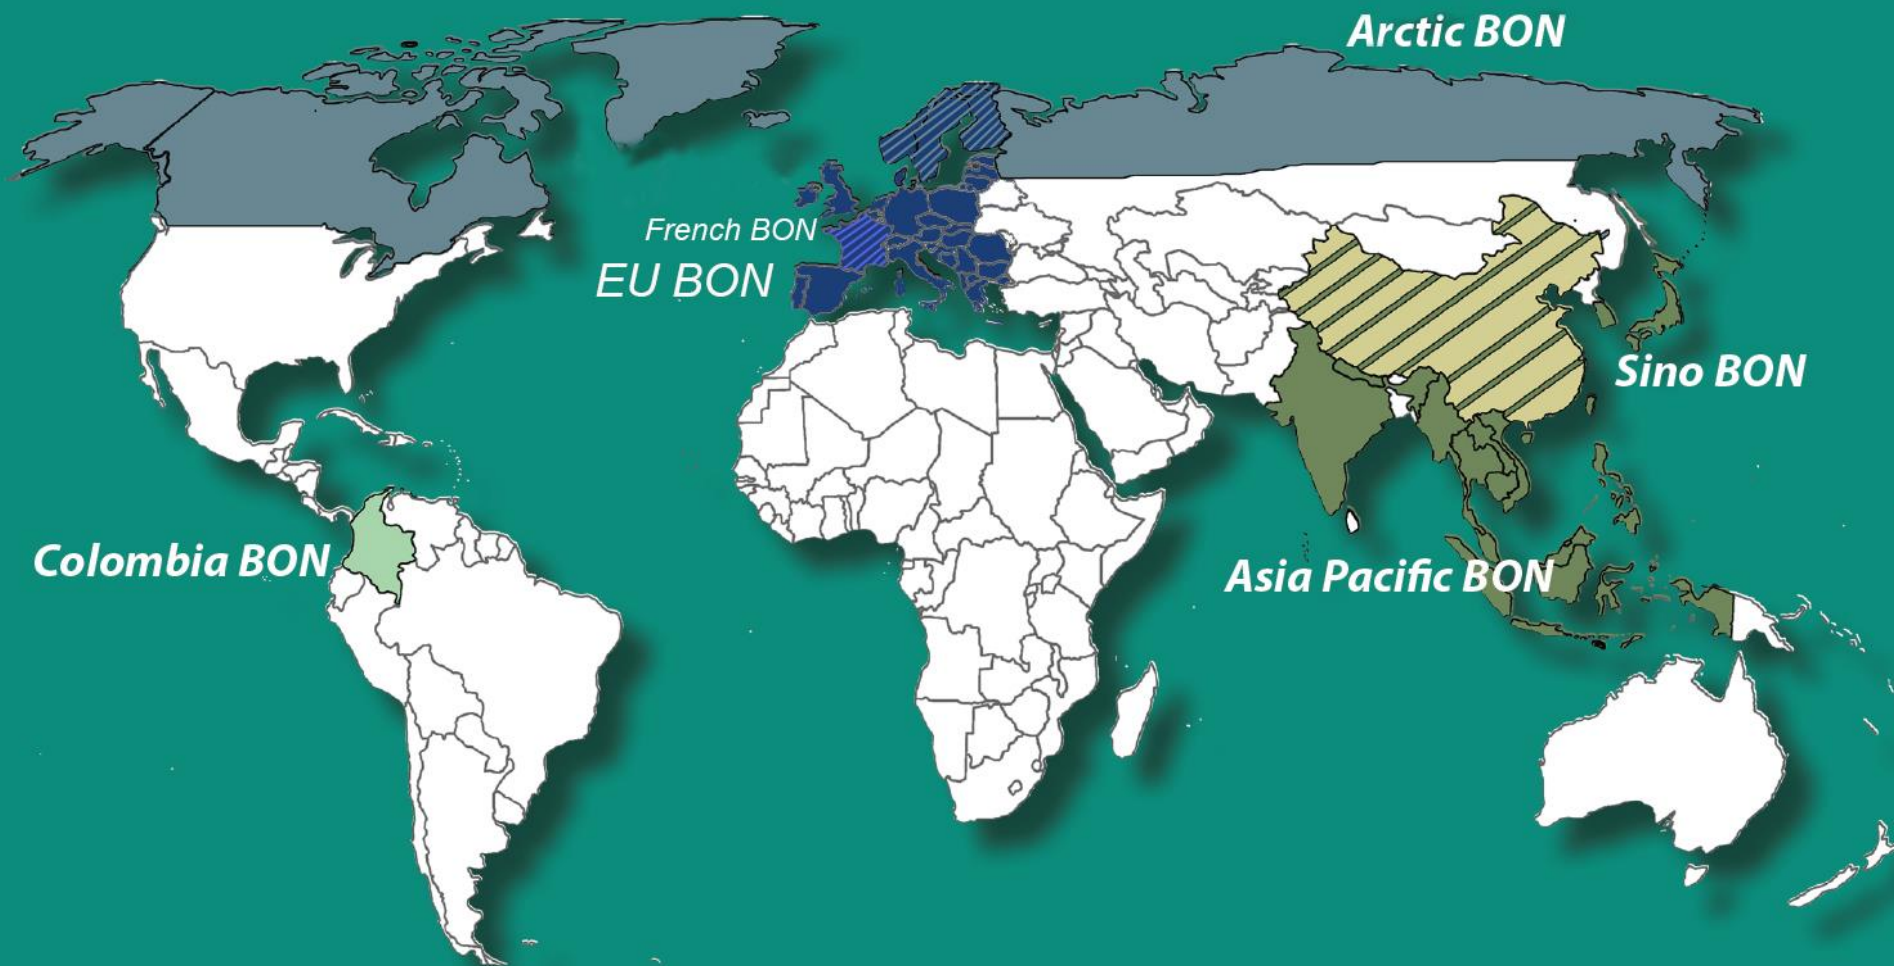 Arctic BON
French BON
EU BON
Sino BON
Colombia BON
Asia Pacific BON